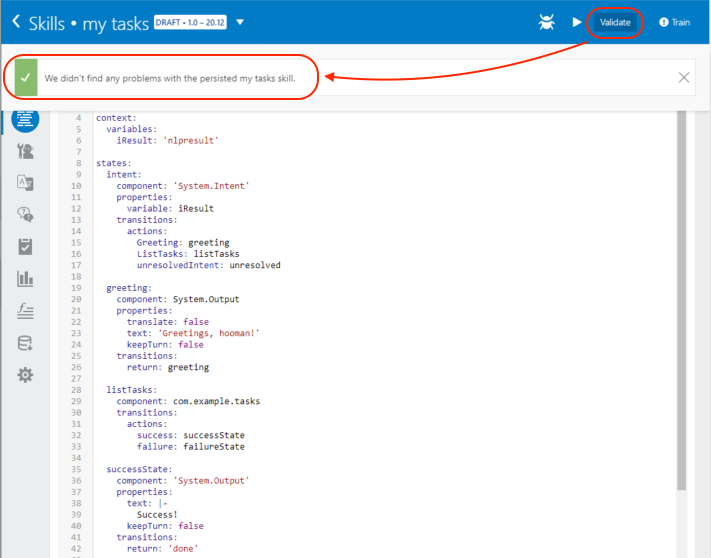 Skills • my tasks DRAFT • 1.0 – 20.12 Validate Train
We didn't find any problems with the persisted my tasks skill.
4 context:
5   variables:
6     iResult: 'nlpresult'
7
8 states:
9   intent:
10     component: 'System.Intent'
11     properties:
12       variable: iResult
13     transitions:
14       actions:
15         Greeting: greeting
16         ListTasks: listTasks
17         unresolvedIntent: unresolved
18
19   greeting:
20     component: System.Output
21     properties:
22       translate: false
23       text: 'Greetings, hooman!'
24       keepTurn: false
25     transitions:
26       return: greeting
27
28   listTasks:
29     component: com.example.tasks
30     transitions:
31       actions:
32         success: successState
33         failure: failureState
34
35   successState:
36     component: 'System.Output'
37     properties:
38       text: |-
39         Success!
40       keepTurn: false
41     transitions:
42       return: 'done'